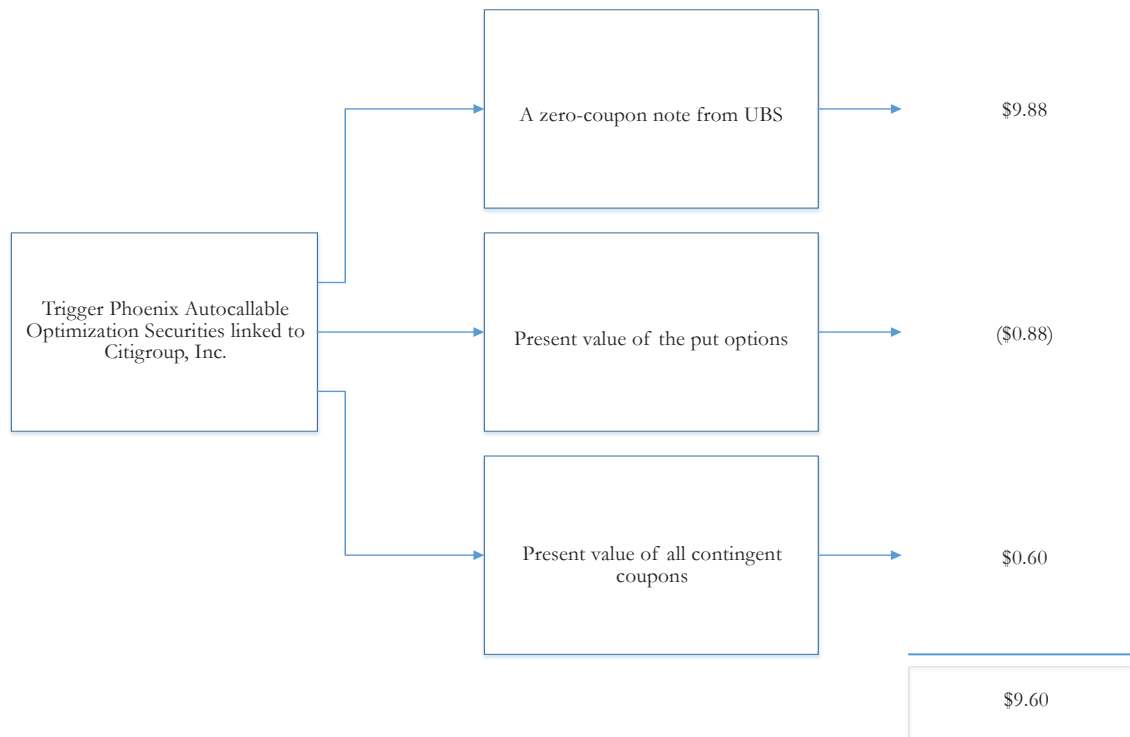 A zero-coupon note from UBS
$9.88
Trigger Phoenix Autocallable
Optimization Securities linked to
Citigroup, Inc.
Present value of the put options
($0.88)
Present value of all contingent
coupons
$0.60
$9.60